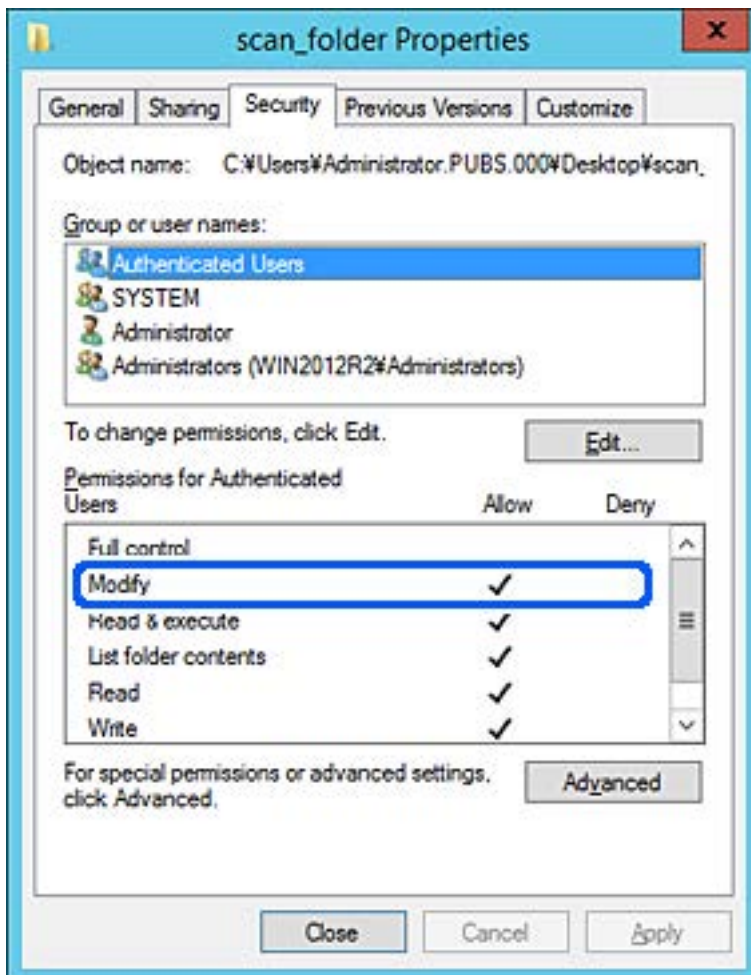 scan_folder Properties
x
General Sharing Security Previous Versions Customize
Object name: C:¥Users¥Administrator.PUBS.000¥Desktop¥scan_
Group or user names:
Authenticated Users
SYSTEM
Administrator
Administrators (WIN2012R2¥Administrators)
To change permissions, click Edit.
Edit...
Permissions for Authenticated
Users Allow Deny
Full control
Modify
Read & execute
List folder contents
Read
Write
For special permissions or advanced settings,
click Advanced.
Advanced
Close Cancel Apply